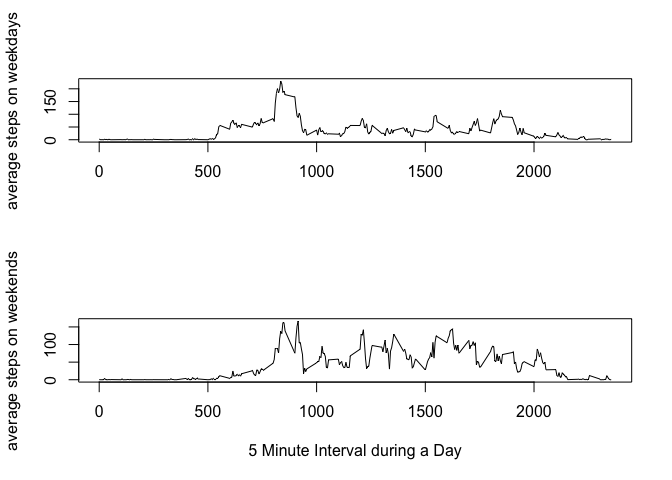 average steps on weekdays
150
0
0 500 1000 1500 2000
average steps on weekends
100
0
0 500 1000 1500 2000
5 Minute Interval during a Day